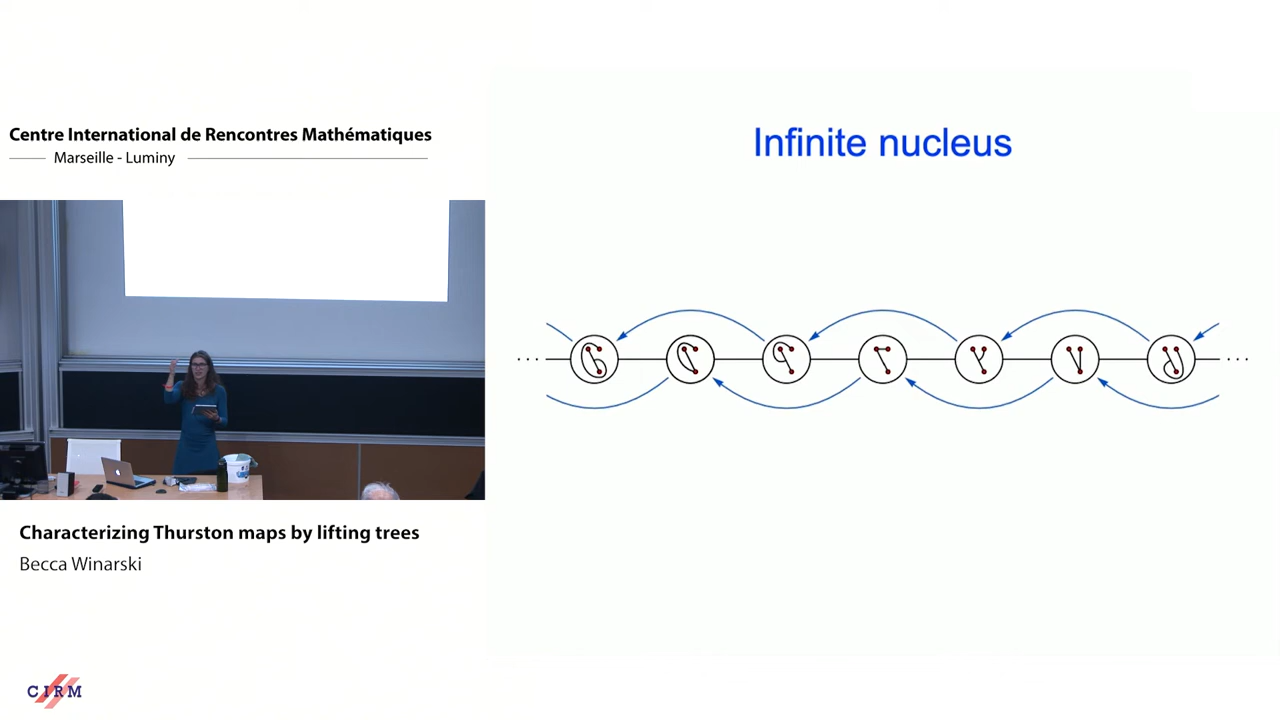 Centre International de Rencontres Mathématiques
Marseille - Luminy
Infinite nucleus
Characterizing Thurston maps by lifting trees
Becca Winarski
CIRM